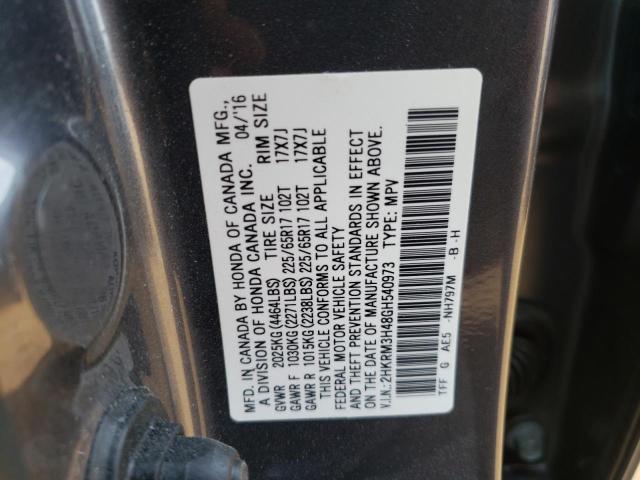 MFD. IN CANADA BY HONDA OF CANADA MFG.,
A DIVISION OF HONDA CANADA INC. 04/'16
TIRE SIZE RIM SIZE
GVWR 2025KG(4464LBS)
GAWR F 1030KG(2271LBS) 225/65R17 102T 17X7J
GAWR R 1015KG(2238LBS) 225/65R17 102T 17X7J
THIS VEHICLE CONFORMS TO ALL APPLICABLE
FEDERAL MOTOR VEHICLE SAFETY
AND THEFT PREVENTION STANDARDS IN EFFECT
ON THE DATE OF MANUFACTURE SHOWN ABOVE.
V.I.N.:2HKRM3H48GH540973 TYPE: MPV
TFF G AE5 NH797M -B -H